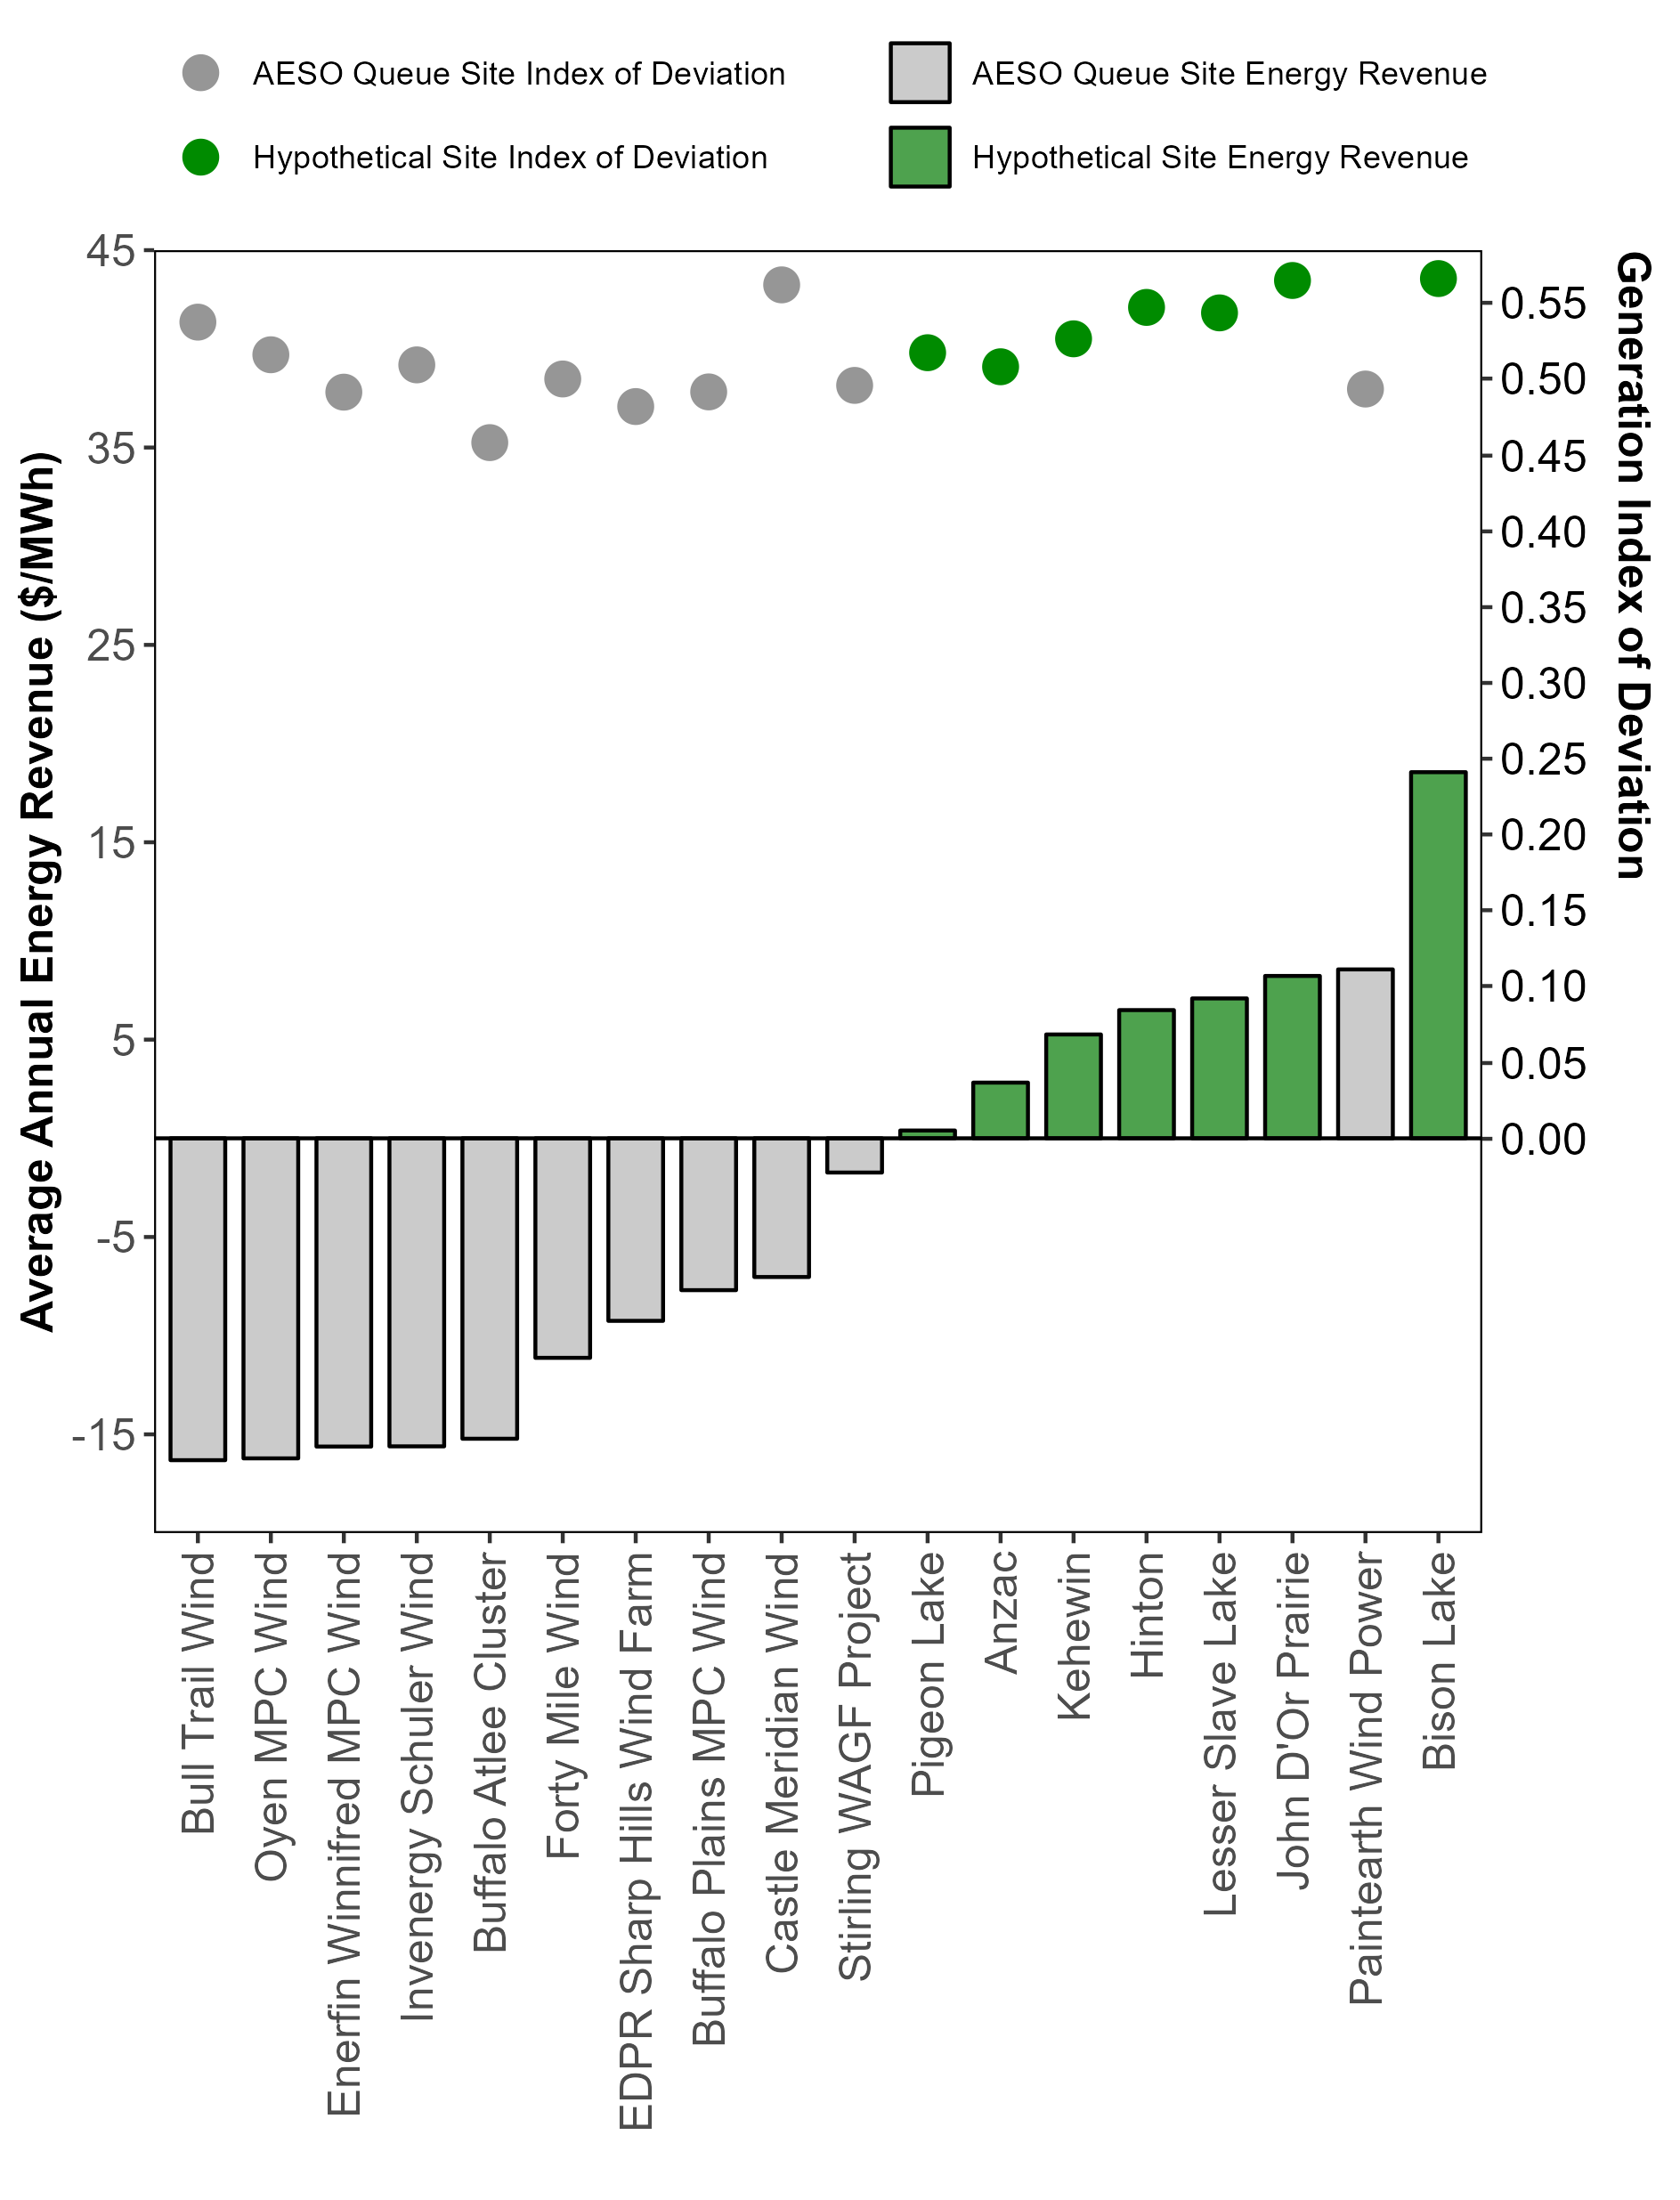 AESO Queue Site Index of Deviation
AESO Queue Site Energy Revenue
Hypothetical Site Index of Deviation
Hypothetical Site Energy Revenue
Average Annual Energy Revenue ($/MWh)
45
35
25
15
5
-5
-15
Generation Index of Deviation
0.55
0.50
0.45
0.40
0.35
0.30
0.25
0.20
0.15
0.10
0.05
0.00
Bull Trail Wind
Oyen MPC Wind
Enerfin Winnifred MPC Wind
Invenergy Schuler Wind
Buffalo Atlee Cluster
Forty Mile Wind
EDPR Sharp Hills Wind Farm
Buffalo Plains MPC Wind
Castle Meridian Wind
Stirling WAGF Project
Pigeon Lake
Anzac
Kehewin
Hinton
Lesser Slave Lake
John D'Or Prairie
Paintearth Wind Power
Bison Lake